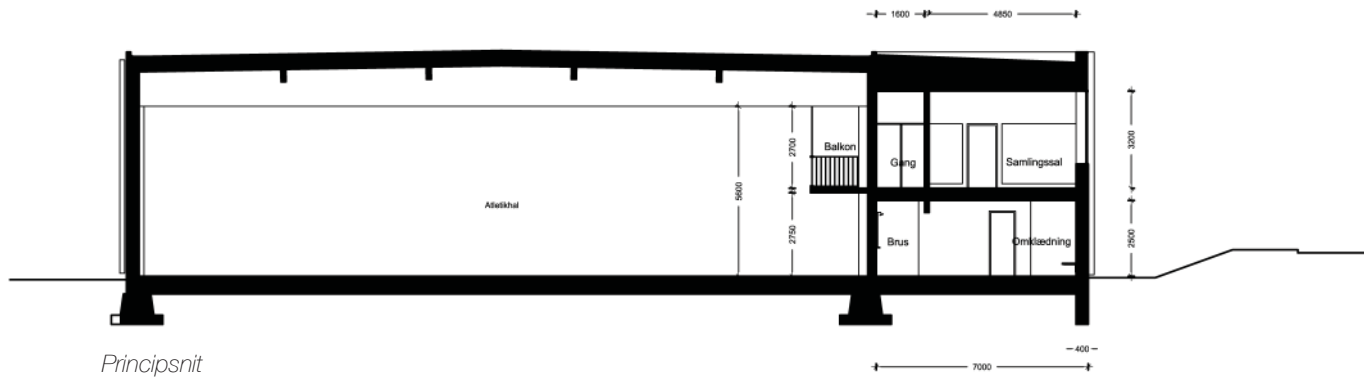 1600
4850
2700
5600
Balkon
Gang
Samlingssal
3200
Atletikhal
2750
Brus
Omklædning
2500
400
7000
Principsnit